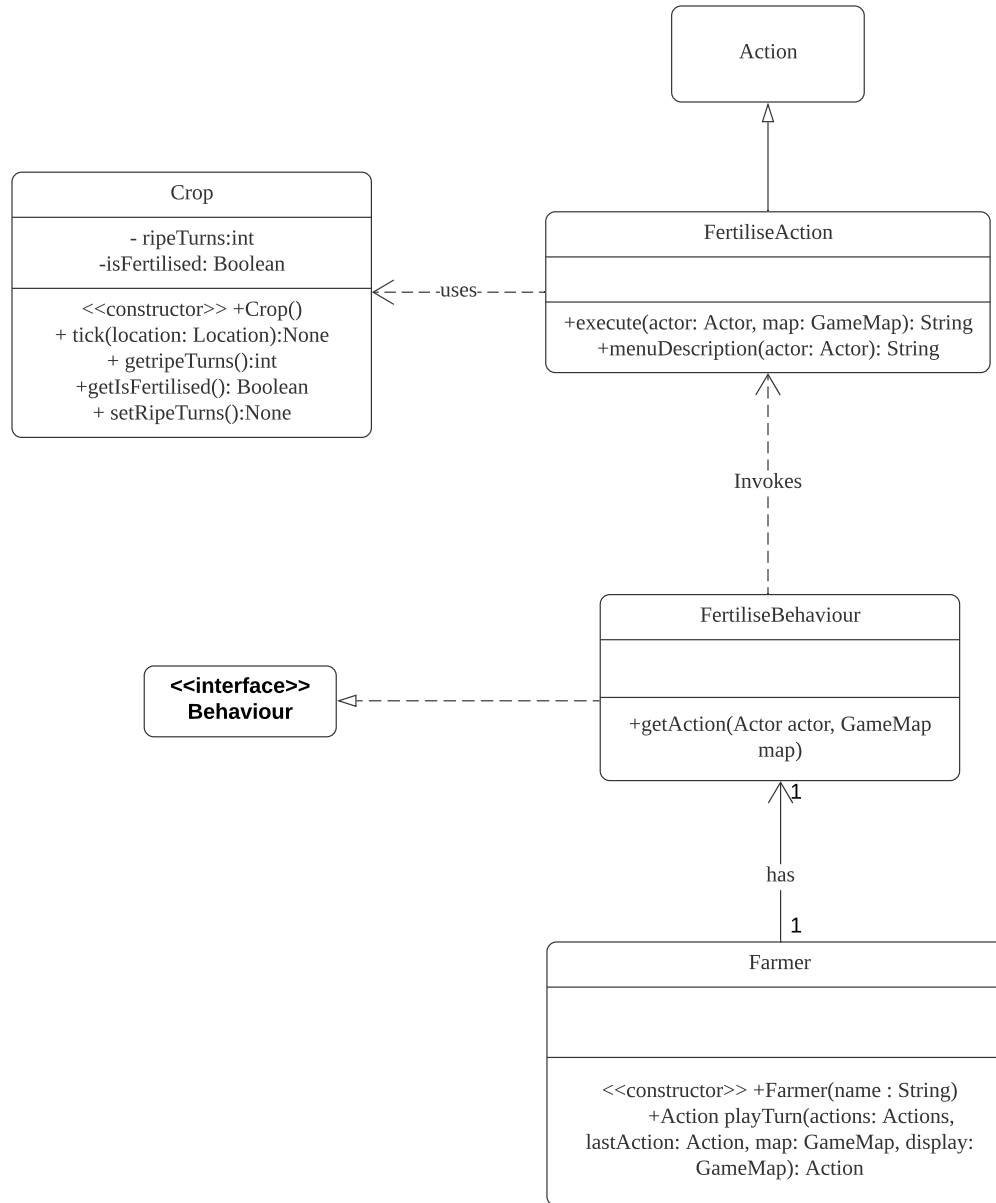 Action
Crop
- ripeTurns:int
-isFertilised: Boolean
<<constructor>> +Crop()
+ tick(location: Location):None
+ getripeTurns():int
+getIsFertilised(): Boolean
+ setRipeTurns():None
uses
FertiliseAction
+execute(actor: Actor, map: GameMap): String
+menuDescription(actor: Actor): String
Invokes
FertiliseBehaviour
+getAction(Actor actor, GameMap
map)
<<interface>>
Behaviour
1
has
1
Farmer
<<constructor>> +Farmer(name : String)
+Action playTurn(actions: Actions,
lastAction: Action, map: GameMap, display:
GameMap): Action